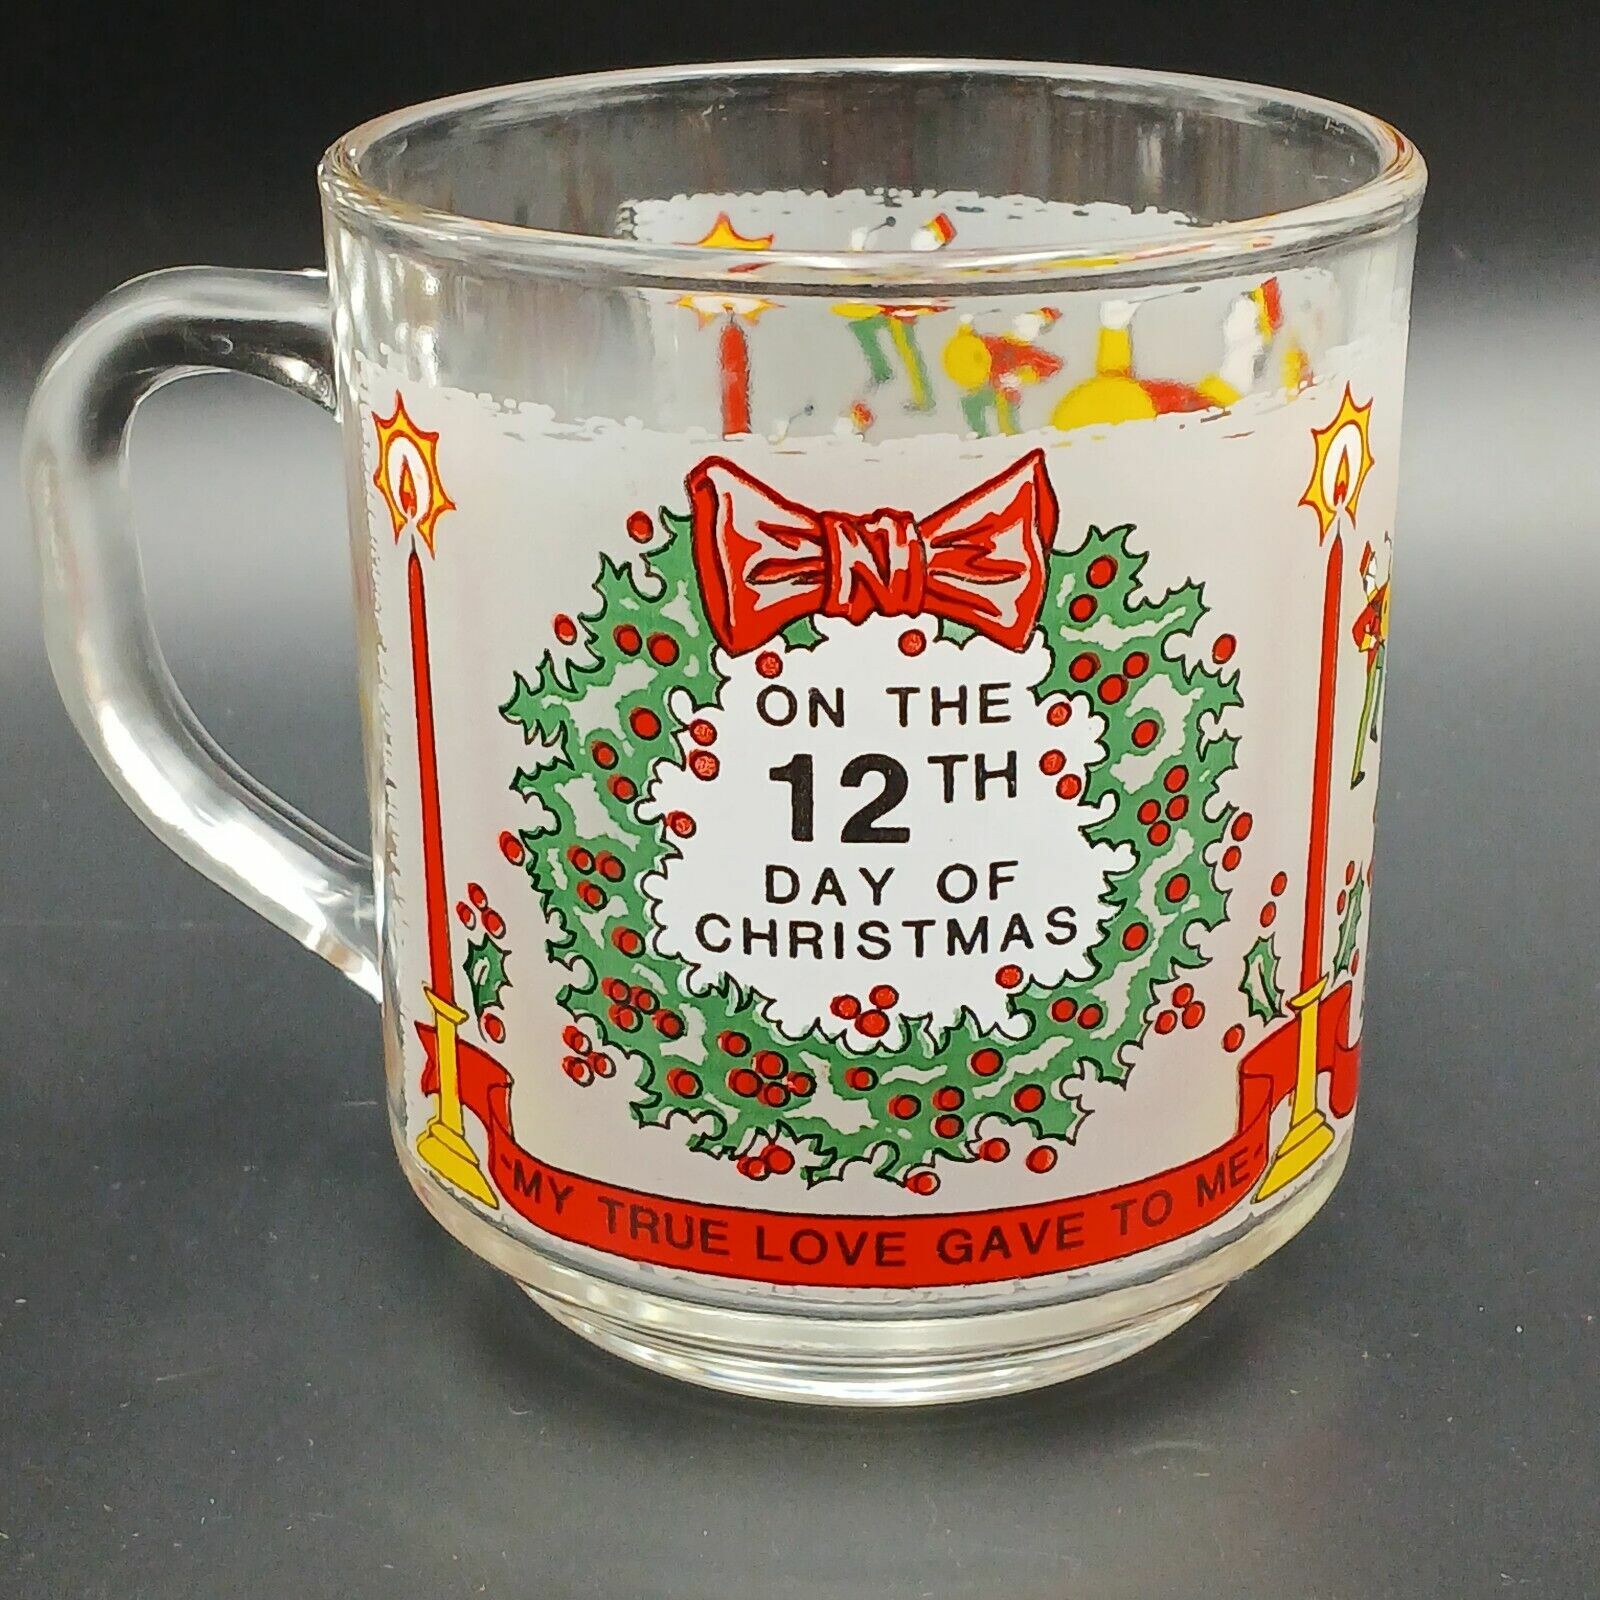 ON THE
12TH
DAY OF
CHRISTMAS
-MY TRUE LOVE GAVE TO ME-